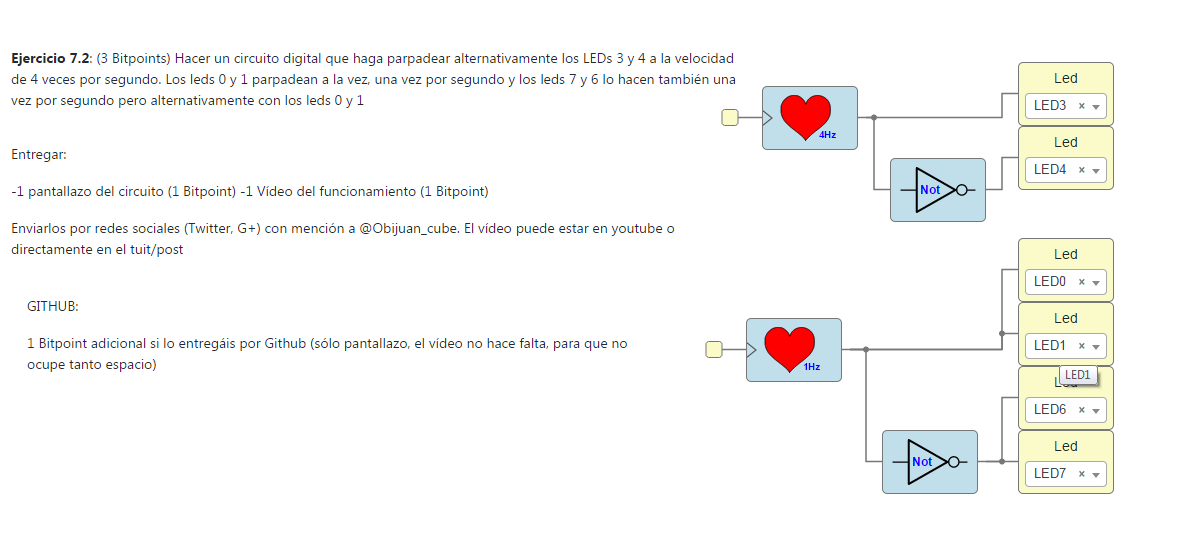 Ejercicio 7.2: (3 Bitpoints) Hacer un circuito digital que haga parpadear alternativamente los LEDs 3 y 4 a la velocidad
de 4 veces por segundo. Los leds 0 y 1 parpadean a la vez, una vez por segundo y los leds 7 y 6 lo hacen también una
vez por segundo pero alternativamente con los leds 0 y 1
Entregar:
-1 pantallazo del circuito (1 Bitpoint) -1 Vídeo del funcionamiento (1 Bitpoint)
Enviarlos por redes sociales (Twitter, G+) con mención a @Obijuan_cube. El vídeo puede estar en youtube o
directamente en el tuit/post
GITHUB:
1 Bitpoint adicional si lo entregáis por Github (sólo pantallazo, el vídeo no hace falta, para que no
ocupe tanto espacio)
4Hz
Led
LED3 ×
Led
LED4 ×
Not
1Hz
Led
LED0 ×
Led
LED1 ×
LED1
LED6 ×
Led
LED7 ×
Not